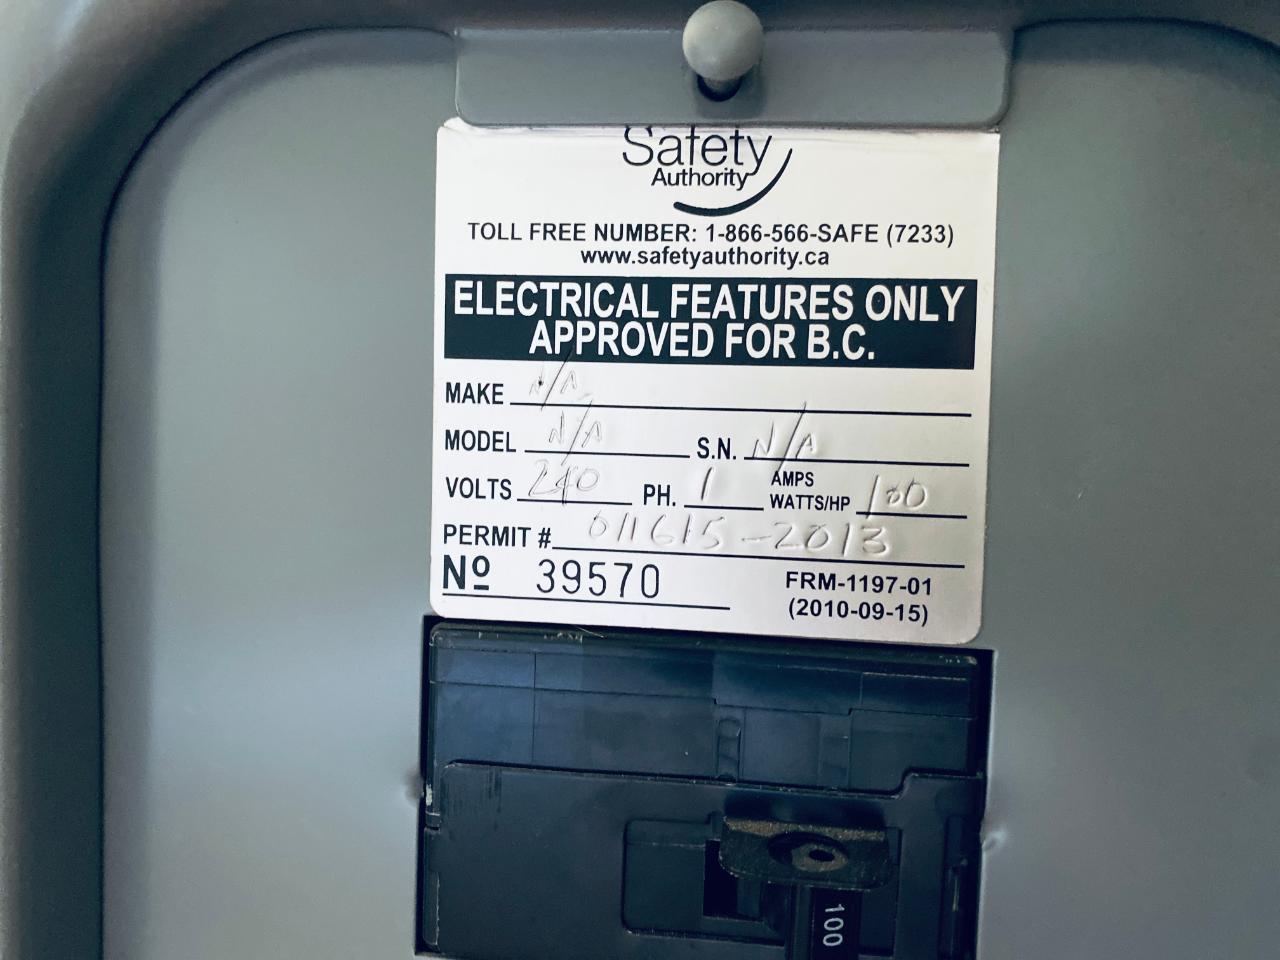 Safety
Authority
TOLL FREE NUMBER: 1-866-566-SAFE (7233)
www.safetyauthority.ca
ELECTRICAL FEATURES ONLY
APPROVED FOR B.C.
MAKE N/A
MODEL N/A S.N. N/A
VOLTS 240 PH. 1 AMPS WATTS/HP 100
PERMIT # 011615-2013
Nº 39570 FRM-1197-01
(2010-09-15)
100